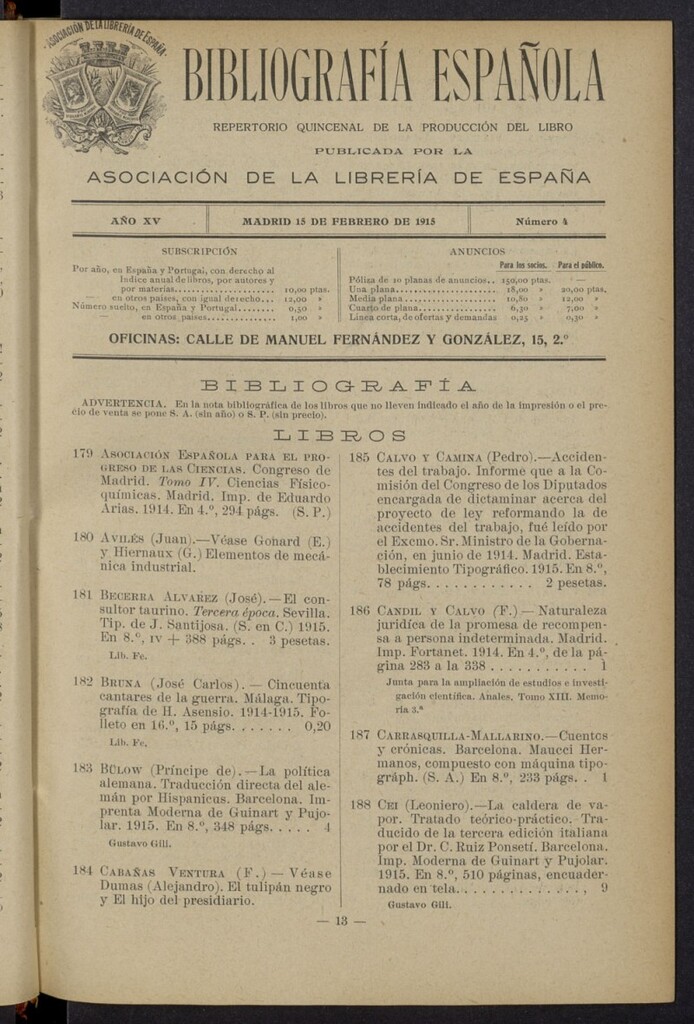 ASOCIACIÓN DE LA LIBRERÍA DE ESPAÑA
BIBLIOGRAFÍA ESPAÑOLA
REPERTORIO QUINCENAL DE LA PRODUCCIÓN DEL LIBRO
PUBLICADA POR LA
ASOCIACIÓN DE LA LIBRERÍA DE ESPAÑA
AÑO XV MADRID 15 DE FEBRERO DE 1915 Número 4
SUBSCRIPCIÓN
Por año, en España y Portugal, con derecho al
Indice anual de libros, por autores y
por materias........................ 10,00 ptas.
— en otros países, con igual derecho... 12,00 »
Número suelto, en España y Portugal........ 0,50 »
— en otros países............... 1,00 »
ANUNCIOS
Para los socios. Para el público.
Póliza de 10 planas de anuncios.. 150,00 ptas. —
Una plana........................ 18,00 » 20,00 ptas.
Media plana...................... 10,80 » 12,00 »
Cuarto de plana.................. 6,30 » 7,00 »
Línea corta, de ofertas y demandas 0,25 » 0,30 »
OFICINAS: CALLE DE MANUEL FERNÁNDEZ Y GONZÁLEZ, 15, 2.º
BIBLIOGRAFÍA
ADVERTENCIA. En la nota bibliográfica de los libros que no lleven indicado el año de la impresión o el pre-
cio de venta se pone S. A. (sin año) o S. P. (sin precio).
LIBROS
179 ASOCIACIÓN ESPAÑOLA PARA EL PRO-
GRESO DE LAS CIENCIAS. Congreso de
Madrid. Tomo IV. Ciencias Físico-
químicas. Madrid. Imp. de Eduardo
Arias. 1914. En 4.º, 294 págs. (S. P.)
180 AVILÉS (Juan).—Véase Gohard (E.)
y Hiernaux (G.) Elementos de mecá-
nica industrial.
181 BECERRA ALVAREZ (José).—El con-
sultor taurino. Tercera época. Sevilla.
Tip. de J. Santijosa. (S. en C.) 1915.
En 8.º, IV + 388 págs. . 3 pesetas.
Lib. Fe.
182 BRUNA (José Carlos). — Cincuenta
cantares de la guerra. Málaga. Tipo-
grafía de H. Asensio. 1914-1915. Fo-
lleto en 16.º, 15 págs. . . . . . . 0,20
Lib. Fe.
183 BÜLOW (Príncipe de).—La política
alemana. Traducción directa del ale-
mán por Hispanicus. Barcelona. Im-
prenta Moderna de Guinart y Pujo-
lar. 1915. En 8.º, 348 págs. . . . . 4
Gustavo Gili.
184 CABAÑAS VENTURA (F.) — Véase
Dumas (Alejandro). El tulipán negro
y El hijo del presidiario.
185 CALVO Y CAMINA (Pedro).—Acciden-
tes del trabajo. Informe que a la Co-
misión del Congreso de los Diputados
encargada de dictaminar acerca del
proyecto de ley reformando la de
accidentes del trabajo, fué leído por
el Excmo. Sr. Ministro de la Goberna-
ción, en junio de 1914. Madrid. Esta-
blecimiento Tipográfico. 1915. En 8.º,
78 págs. . . . . . . . . . . . 2 pesetas.
186 CANDIL Y CALVO (F.) — Naturaleza
jurídica de la promesa de recompen-
sa a persona indeterminada. Madrid.
Imp. Fortanet. 1914. En 4.º, de la pá-
gina 283 a la 338 . . . . . . . . . . 1
Junta para la ampliación de estudios e investi-
gación científica. Anales. Tomo XIII. Memo-
ria 3.ª
187 CARRASQUILLA-MALLARINO.—Cuentos
y crónicas. Barcelona. Maucci Her-
manos, compuesto con máquina tipo-
gráph. (S. A.) En 8.º, 233 págs. . 1
188 CEI (Leoniero).—La caldera de va-
por. Tratado teórico-práctico. Tra-
ducido de la tercera edición italiana
por el Dr. C. Ruiz Ponsetí. Barcelona.
Imp. Moderna de Guinart y Pujolar.
1915. En 8.º, 510 páginas, encuader-
nado en tela. . . . . . . . . . . , 9
Gustavo Gili.
— 13 —